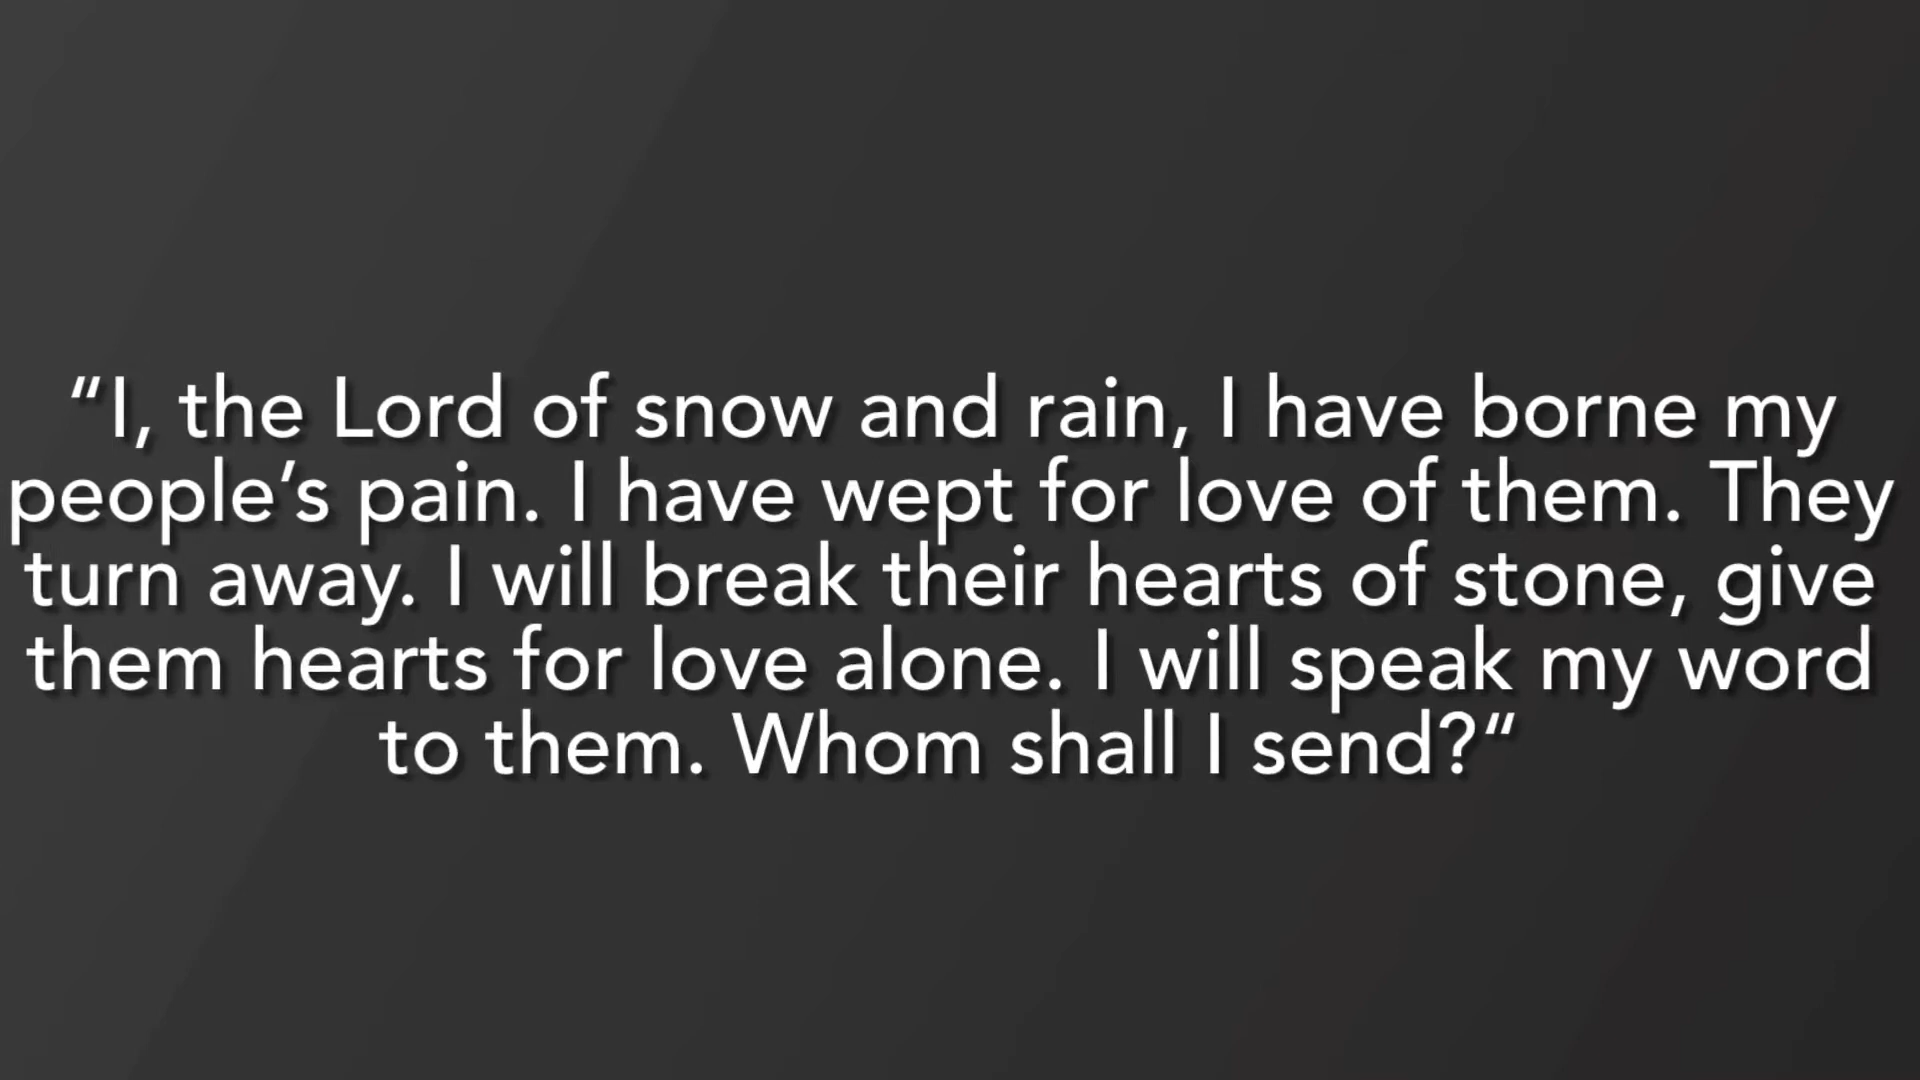 “I, the Lord of snow and rain, I have borne my
people’s pain. I have wept for love of them. They
turn away. I will break their hearts of stone, give
them hearts for love alone. I will speak my word
to them. Whom shall I send?“